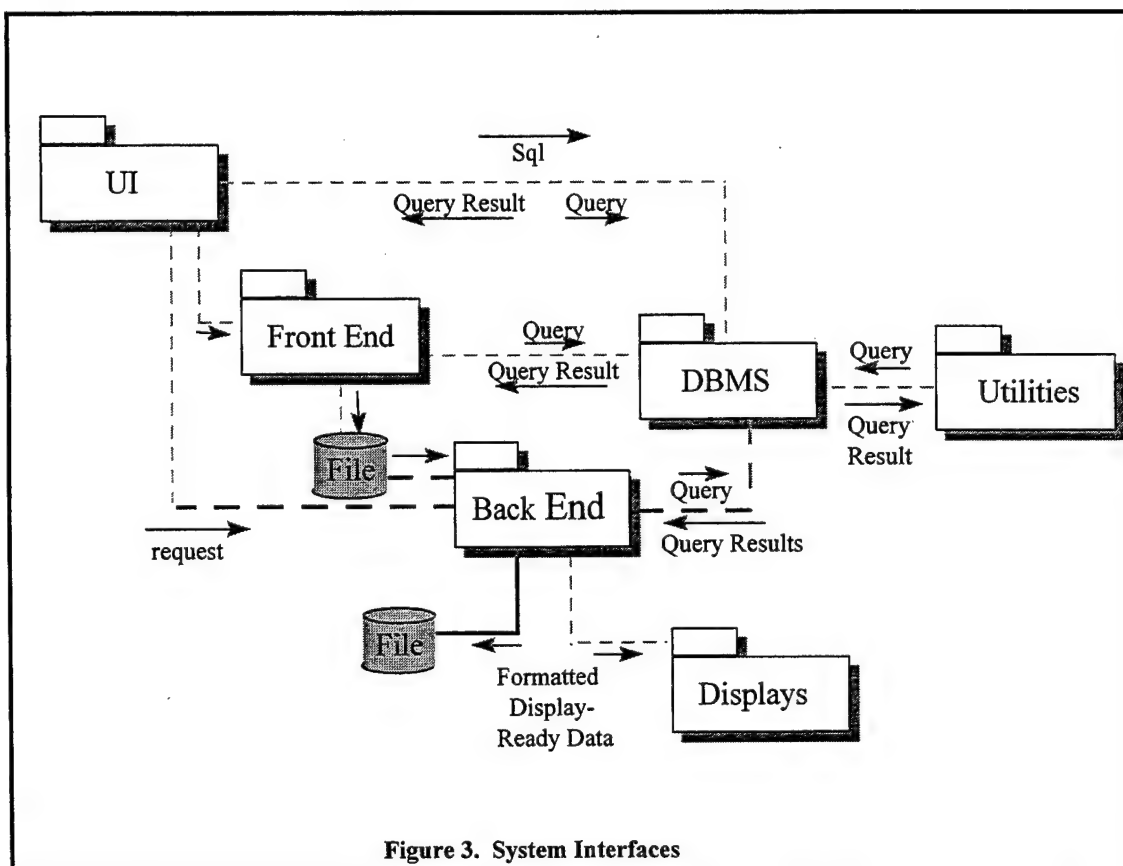 Sql
UI
Query Result Query
Front End
Query
Query Result
DBMS
Query
Utilities
Query
Result
File
Back End
Query
Query Results
request
File
Formatted
Display-
Ready Data
Displays
Figure 3. System Interfaces